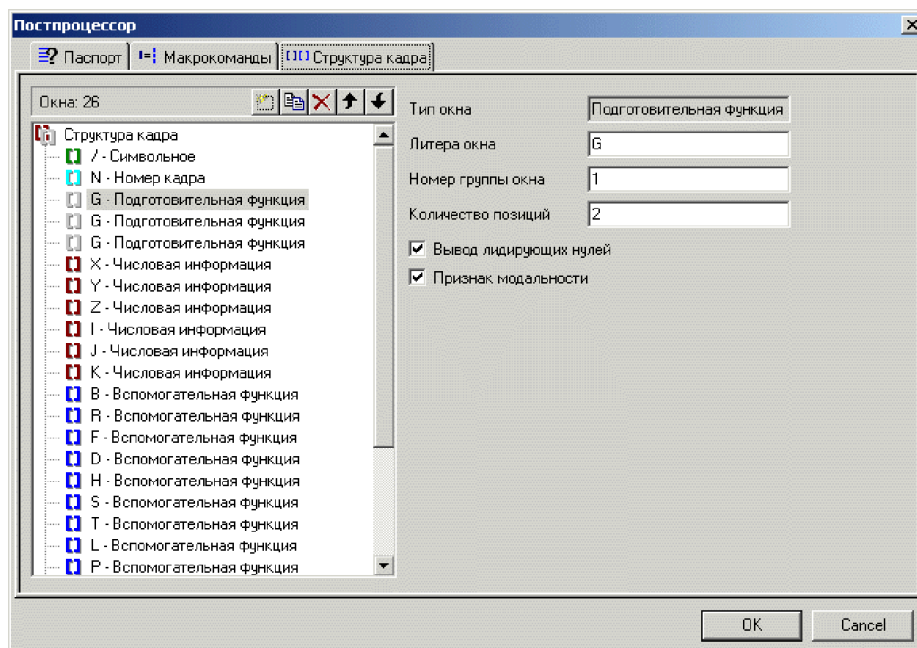 Постпроцессор
Паспорт
Макрокоманды
Структура кадра
Окна: 26
Структура кадра
/ - Символьное
N - Номер кадра
G - Подготовительная функция
G - Подготовительная функция
G - Подготовительная функция
X - Числовая информация
Y - Числовая информация
Z - Числовая информация
I - Числовая информация
J - Числовая информация
K - Числовая информация
B - Вспомогательная функция
R - Вспомогательная функция
F - Вспомогательная функция
D - Вспомогательная функция
H - Вспомогательная функция
S - Вспомогательная функция
T - Вспомогательная функция
L - Вспомогательная функция
P - Вспомогательная функция
Тип окна Подготовительная функция
Литера окна G
Номер группы окна 1
Количество позиций 2
Вывод лидирующих нулей
Признак модальности
OK
Cancel